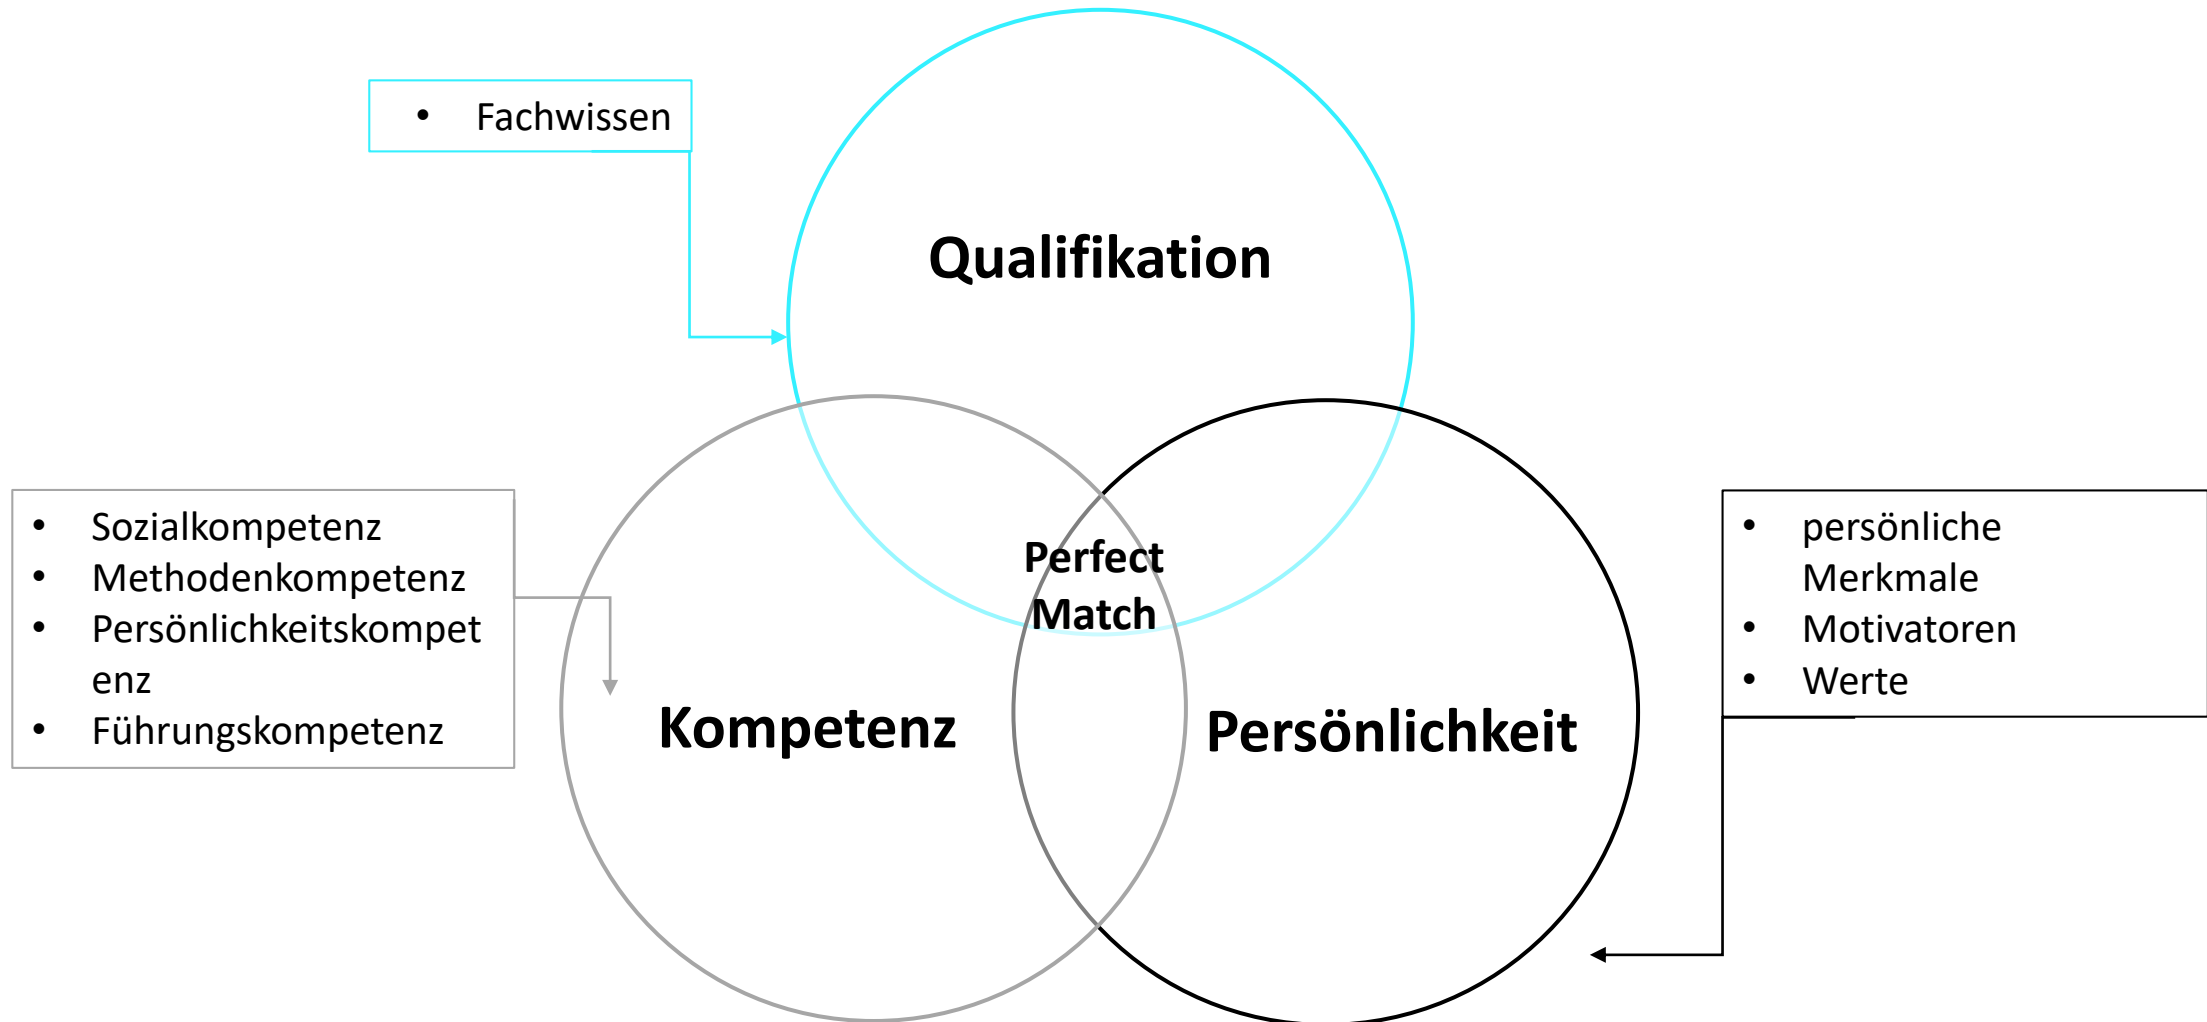 • Fachwissen
Qualifikation
Perfect
Match
• Sozialkompetenz
• Methodenkompetenz
• Persönlichkeitskompet
enz
• Führungskompetenz
• persönliche
Merkmale
• Motivatoren
• Werte
Kompetenz
Persönlichkeit